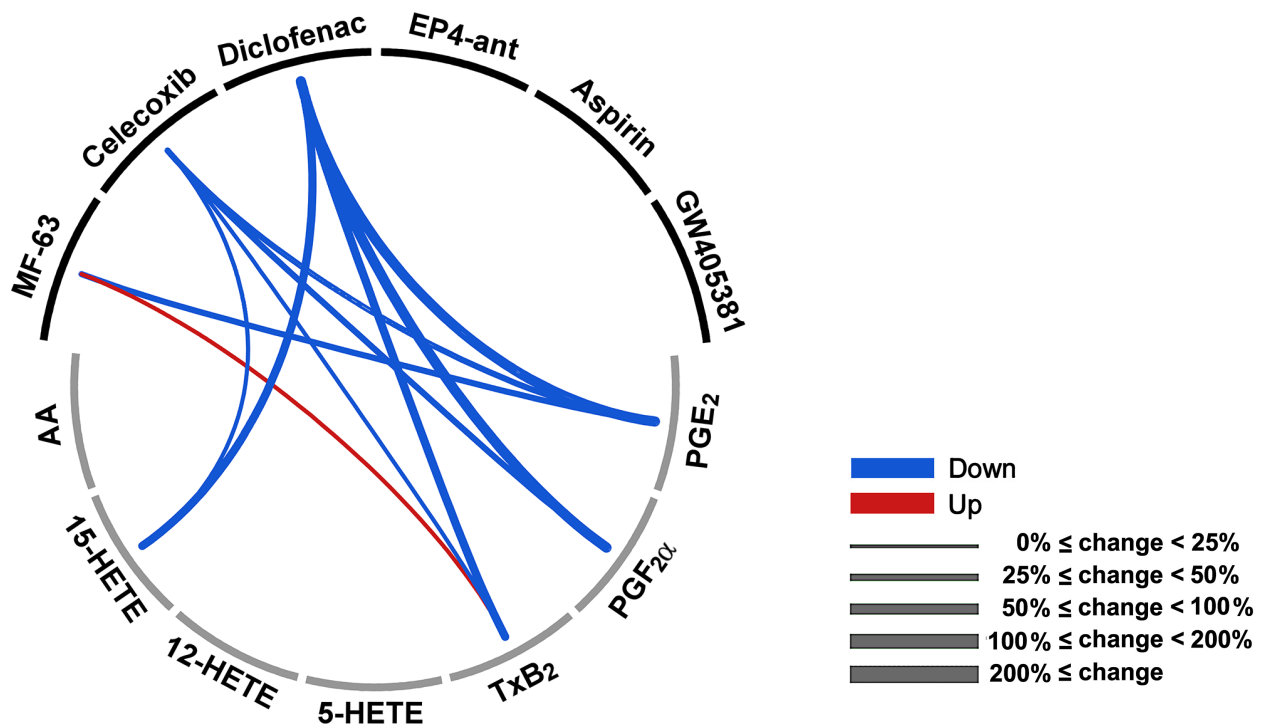 Diclofenac
EP4-ant
Celecoxib
Aspirin
MF-63
GW405381
AA
PGE2
15-HETE
PGF2α
12-HETE
TxB2
5-HETE
Down
Up
0% ≤ change < 25%
25% ≤ change < 50%
50% ≤ change < 100%
100% ≤ change < 200%
200% ≤ change